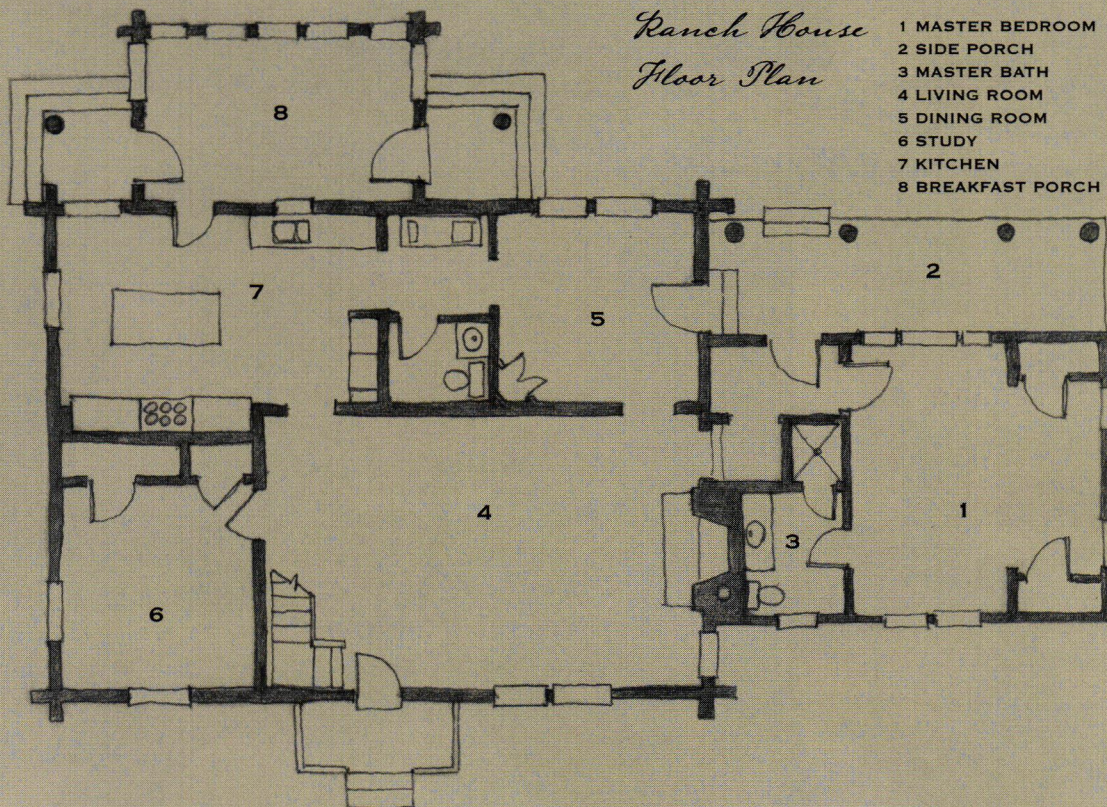 Ranch House
Floor Plan
1 MASTER BEDROOM
2 SIDE PORCH
3 MASTER BATH
4 LIVING ROOM
5 DINING ROOM
6 STUDY
7 KITCHEN
8 BREAKFAST PORCH
8
7
5
2
4
3
1
6